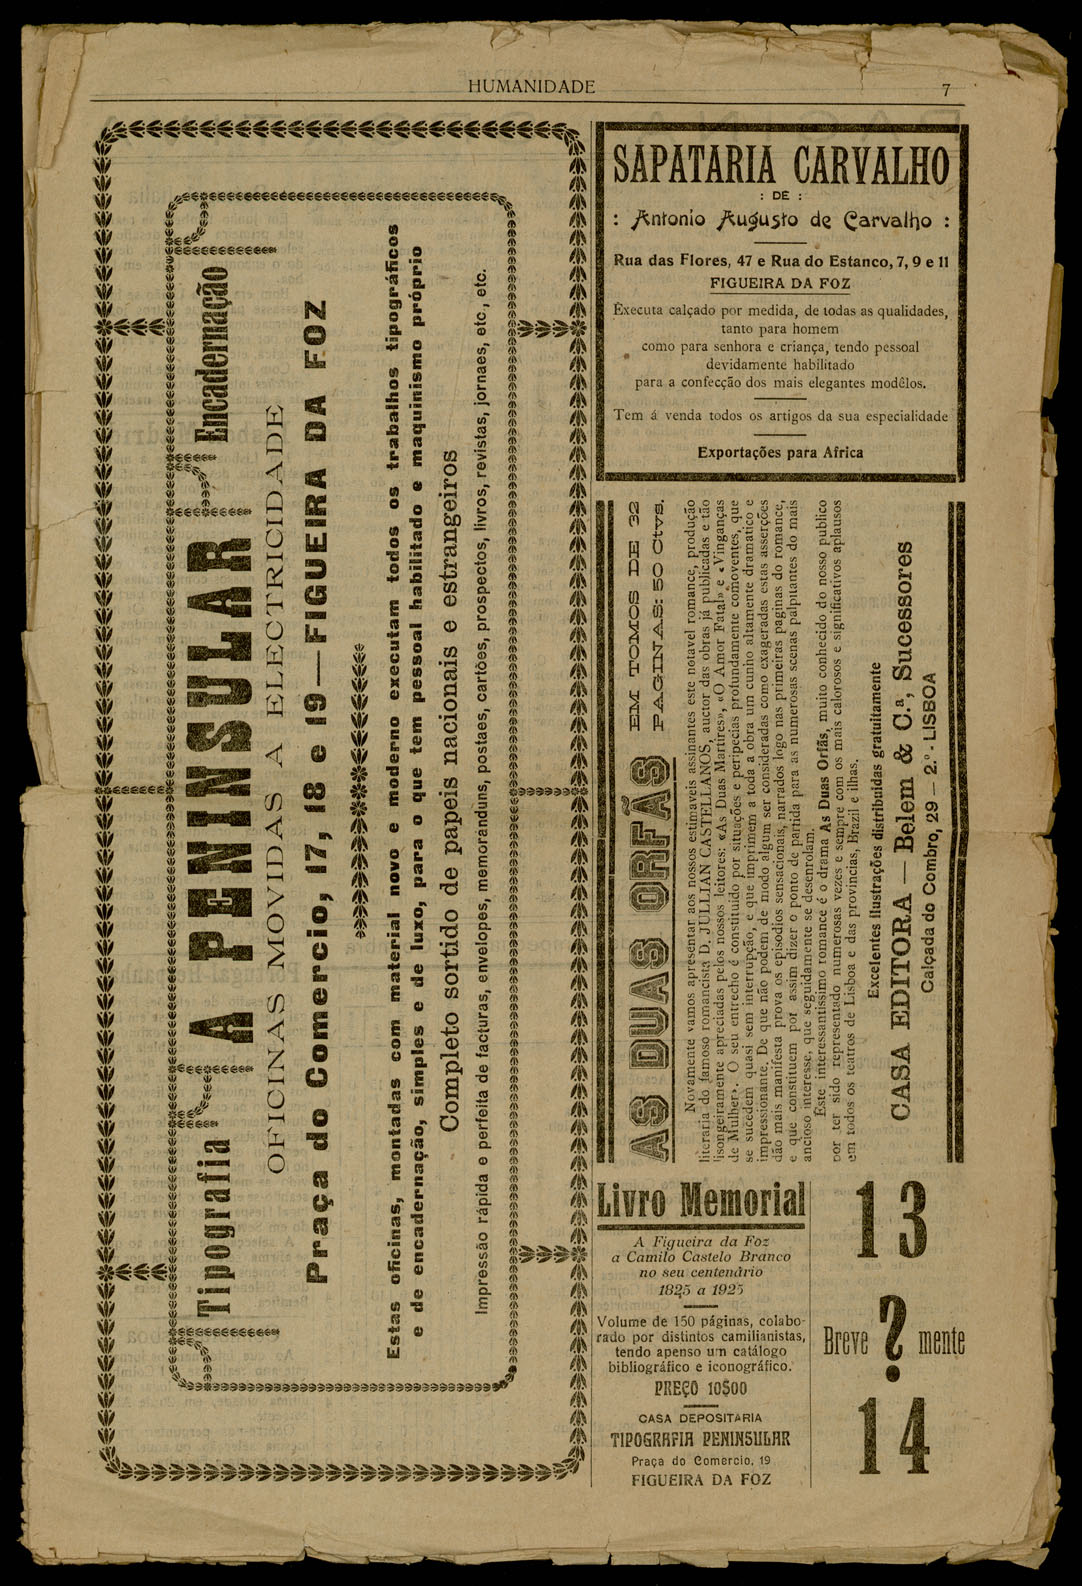 HUMANIDADE
7
Tipografia A PENINSULAR Encadernação
OFICINAS MOVIDAS A ELECTRICIDADE
Praça do Comercio, 17, 18 e 19—FIGUEIRA DA FOZ
Estas oficinas, montadas com material novo e moderno executam todos os trabalhos tipográficos
e de encadernação, simples e de luxo, para o que tem pessoal habilitado e maquinismo próprio
Completo sortido de papeis nacionais e estrangeiros
Impressão rápida e perfeita de facturas, envelopes, memoranduns, postaes, cartões, prospectos, livros, revistas, jornaes, etc., etc.
SAPATARIA CARVALHO
: DE :
: Antonio Augusto de Carvalho :
Rua das Flores, 47 e Rua do Estanco, 7, 9 e 11
FIGUEIRA DA FOZ
Executa calçado por medida, de todas as qualidades,
tanto para homem
como para senhora e criança, tendo pessoal
devidamente habilitado
para a confecção dos mais elegantes modêlos.
Tem á venda todos os artigos da sua especialidade
Exportações para Africa
AS DUAS ORFÃS
EM TOMOS DE 32
PAGINAS: 50 Ctvs.
Novamente vamos apresentar aos nossos estimaveis assinantes este notavel romance, produção
literaria do famoso romancista D. JULLIAN CASTELLANOS, auctor das obras já publicadas e tão
lisongeiramente apreciadas pelos nossos leitores: «As Duas Martires», «O Amor Fatal» e «Vinganças
de Mulher». O seu entrecho é constituido por situações e peripecias profundamente comoventes, que
se sucedem quasi sem interrupção, e que imprimem a toda a obra um cunho altamente dramatico e
impressionante. De que não podem de modo algum ser consideradas como exageradas estas asserções
dão mais manifesta prova os episodios sensacionais, narrados logo nas primeiras paginas do romance,
e que constituem por assim dizer o ponto de partida para as numerosas scenas palpitantes do mais
ancioso interesse, que seguidamente se desenrolam.
Este interessantissimo romance é o drama As Duas Orfãs, muito conhecido do nosso publico
por ter sido representado numerosas vezes e sempre com os mais calorosos e significativos aplausos
em todos os teatros de Lisboa e das provincias, Brazil e ilhas.
Excelentes ilustrações distribuidas gratuitamente
CASA EDITORA — Belem & C.ª, Sucessores
Calçada do Combro, 29 – 2.º - LISBOA
Livro Memorial
A Figueira da Foz
a Camilo Castelo Branco
no seu centenário
1825 a 1925
Volume de 150 páginas, colabo-
rado por distintos camilianistas,
tendo apenso um catálogo
bibliográfico e iconográfico.
PREÇO 10$00
CASA DEPOSITÁRIA
TIPOGRAFIA PENINSULAR
Praça do Comercio, 19
FIGUEIRA DA FOZ
13
Breve ? mente
14